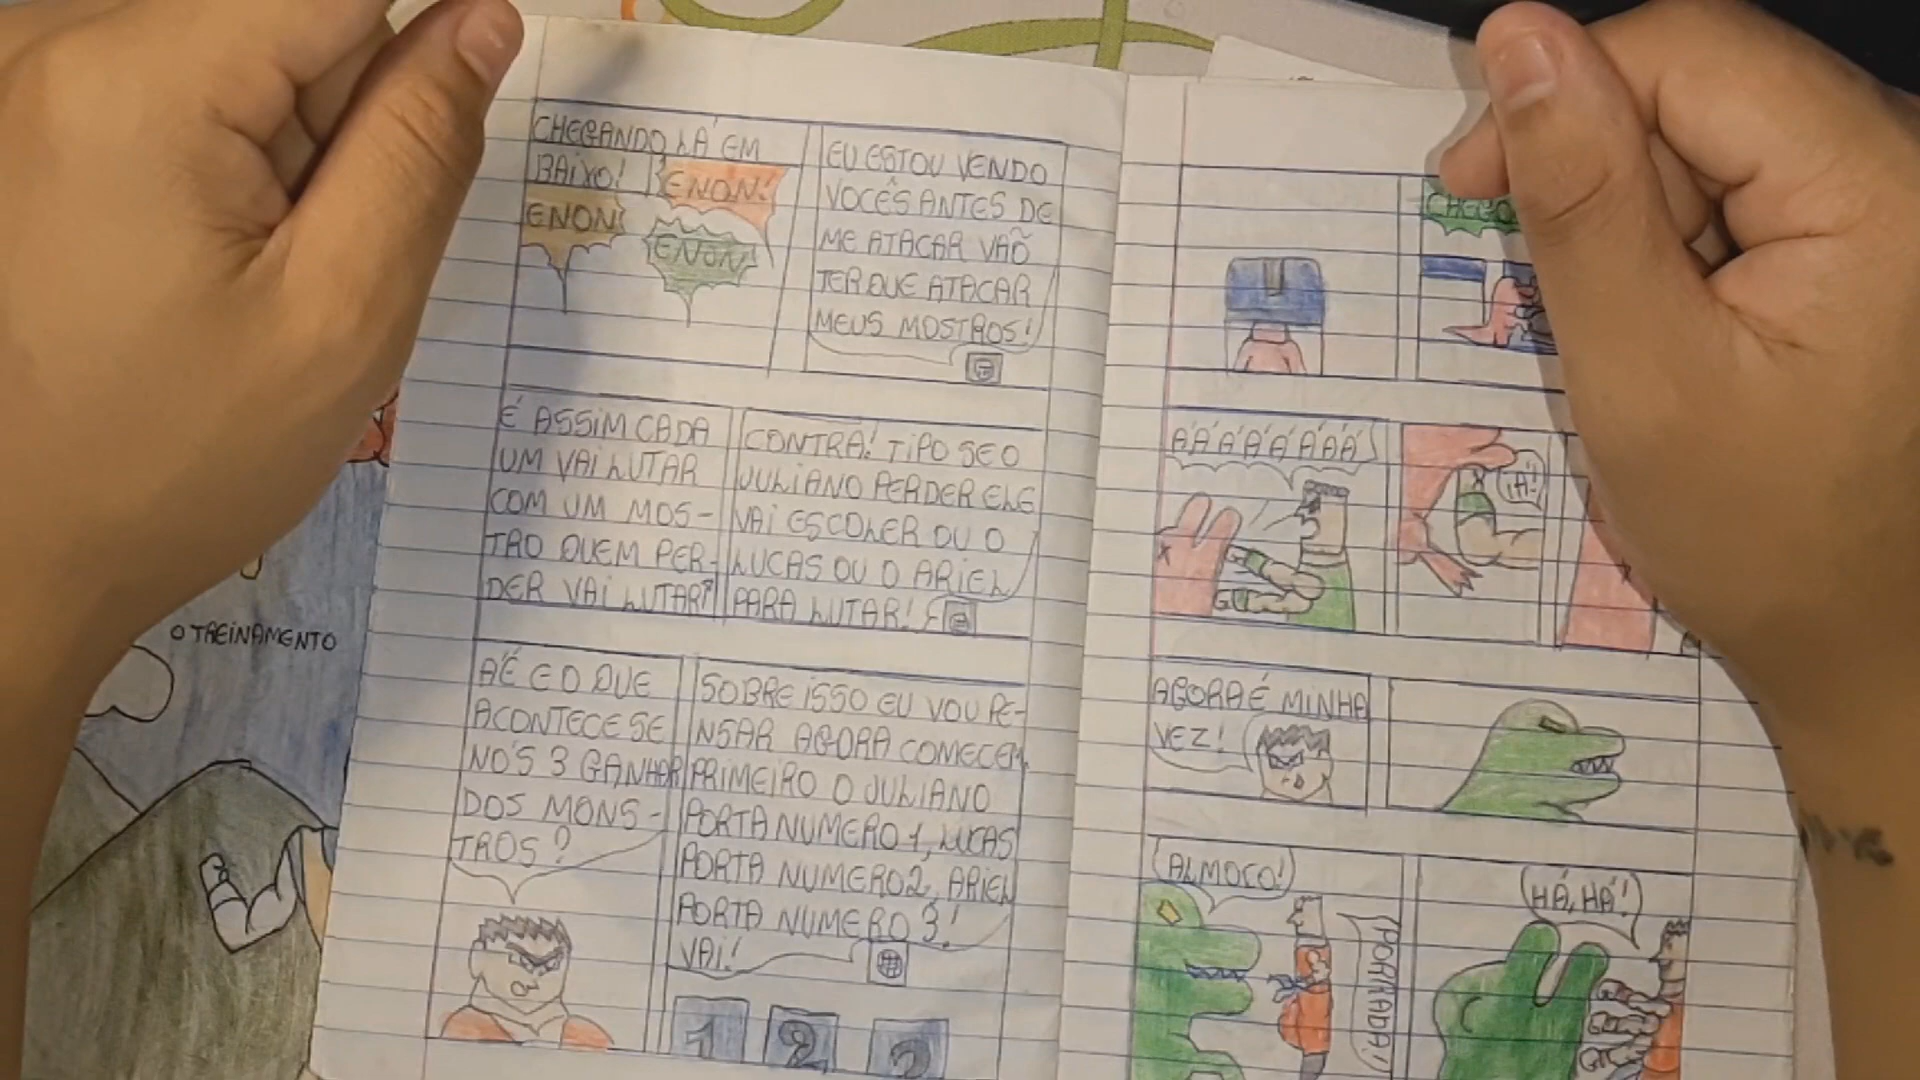 CHEGANDO LÁ EM
BAIXO!
ENON!
ENON!
ENON!
EU ESTOU VENDO
VOCÊS ANTES DE
ME ATACAR VÃO
TER QUE ATACAR
MEUS MOSTROS!
É ASSIM CADA
UM VAI LUTAR
COM UM MOS-
TRO QUEM PER-
DER VAI LUTAR?
CONTRA! TIPO SE O
JULIANO PERDER ELE
VAI ESCOLER OU O
LUCAS OU O ARIEL
PARA LUTAR!
A É E O QUE
ACONTECE SE
NÓS 3 GANHAR
DOS MONS-
TROS?
SOBRE ISSO EU VOU PE-
NSAR AGORA COMECEM
PRIMEIRO O JULIANO
PORTA NUMERO 1, LUCAS
PORTA NUMERO 2, ARIEL
PORTA NUMERO 3!
VAI!
1 2 3
O TREINAMENTO
ÁÁÁÁÁÁÁÁ
Á!
AGORA É MINHA
VEZ!
ALMOÇO!
PORRADA!
HÁ, HÁ!